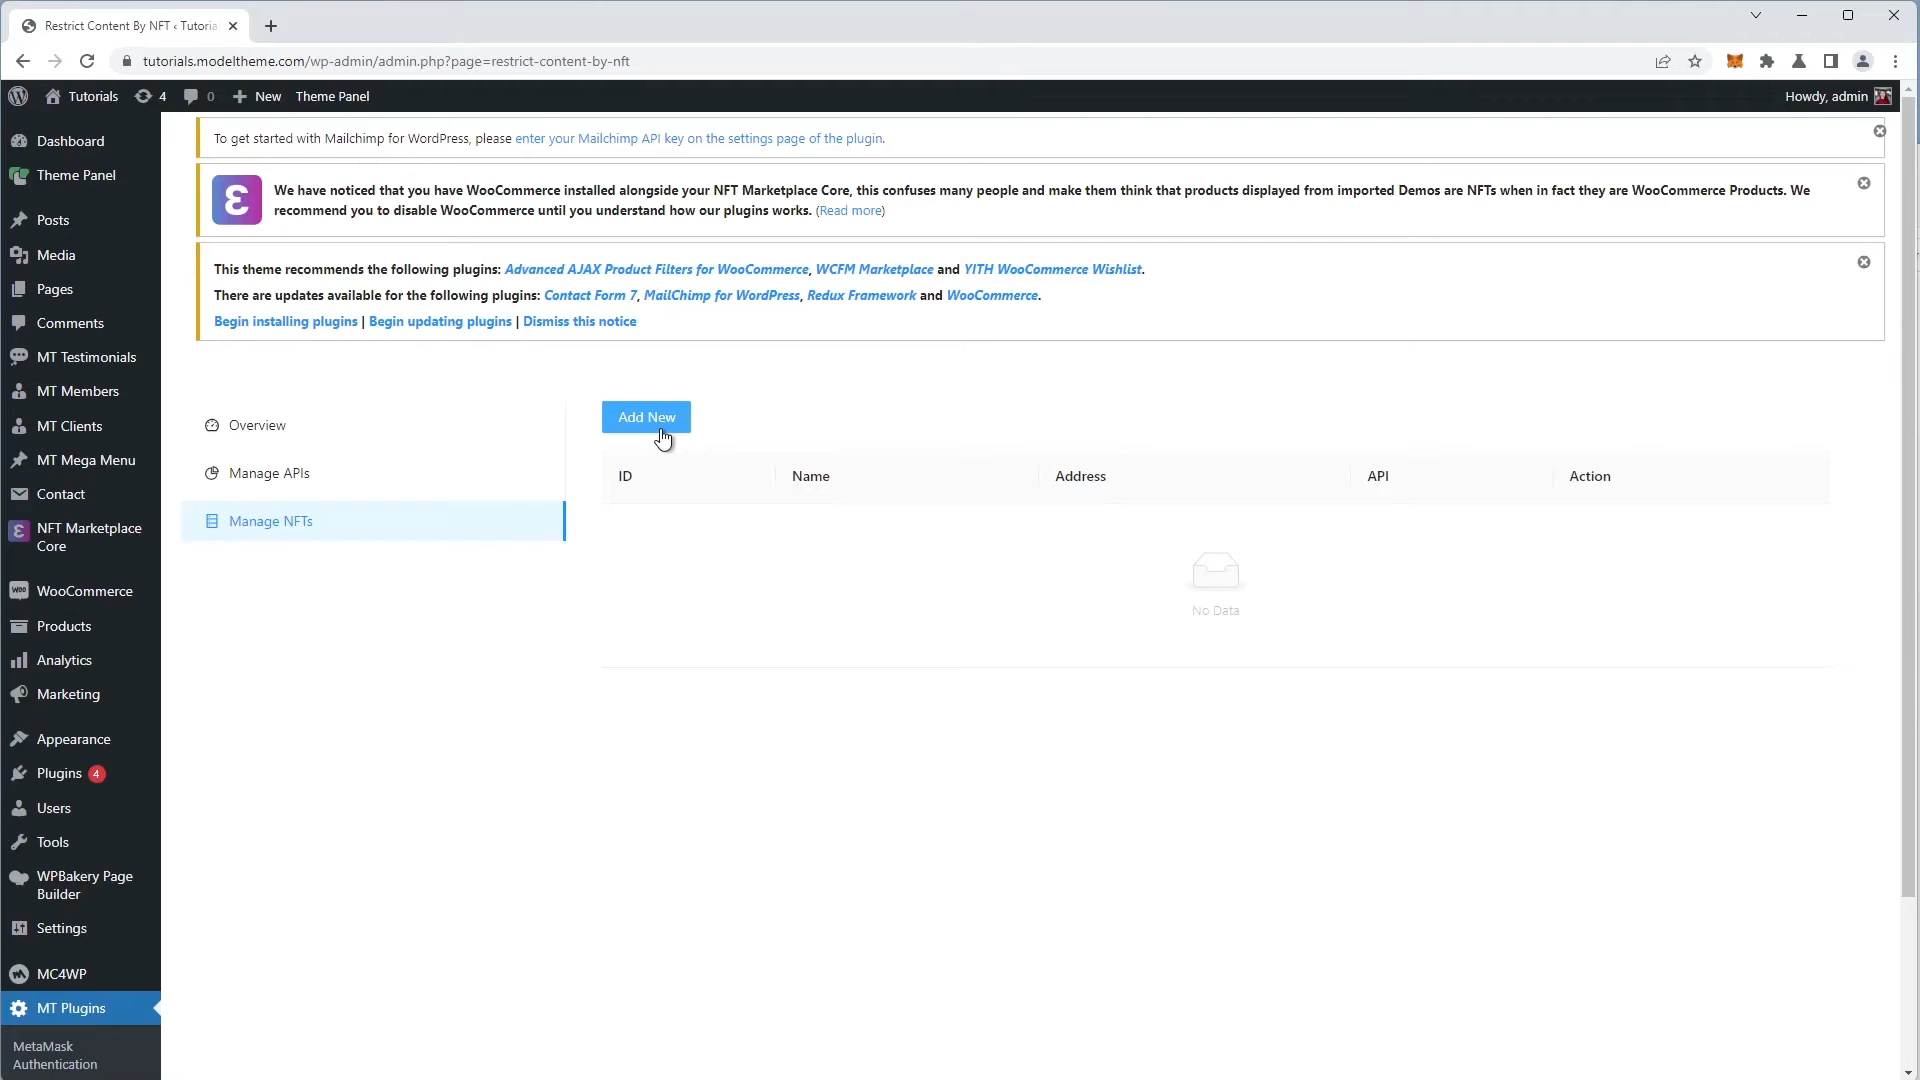 Restrict Content By NFT ‹ Tutoria
tutorials.modeltheme.com/wp-admin/admin.php?page=restrict-content-by-nft
Tutorials 4 0 New Theme Panel Howdy, admin
Dashboard
Theme Panel
Posts
Media
Pages
Comments
MT Testimonials
MT Members
MT Clients
MT Mega Menu
Contact
NFT Marketplace
Core
WooCommerce
Products
Analytics
Marketing
Appearance
Plugins 4
Users
Tools
WPBakery Page
Builder
Settings
MC4WP
MT Plugins
MetaMask
Authentication
To get started with Mailchimp for WordPress, please enter your Mailchimp API key on the settings page of the plugin.
We have noticed that you have WooCommerce installed alongside your NFT Marketplace Core, this confuses many people and make them think that products displayed from imported Demos are NFTs when in fact they are WooCommerce Products. We
recommend you to disable WooCommerce until you understand how our plugins works. (Read more)
This theme recommends the following plugins: Advanced AJAX Product Filters for WooCommerce, WCFM Marketplace and YITH WooCommerce Wishlist.
There are updates available for the following plugins: Contact Form 7, MailChimp for WordPress, Redux Framework and WooCommerce.
Begin installing plugins | Begin updating plugins | Dismiss this notice
Overview
Manage APIs
Manage NFTs
Add New
ID Name Address API Action
No Data